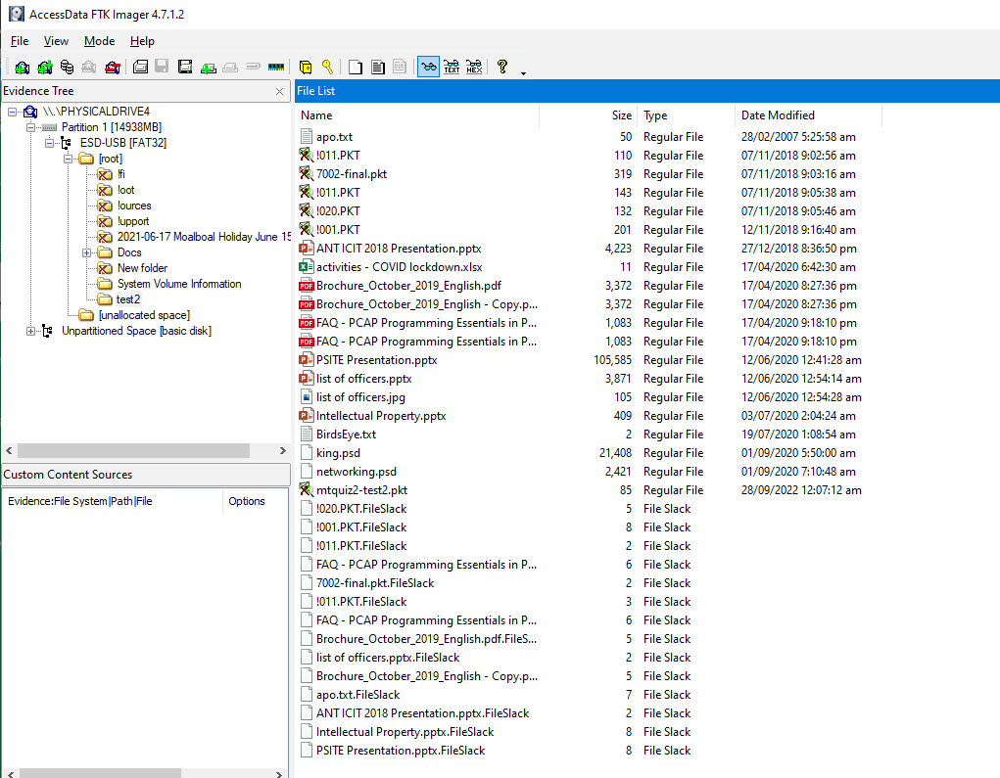 AccessData FTK Imager 4.7.1.2
File View Mode Help
TEXT HEX ?
Evidence Tree
\\.\PHYSICALDRIVE4
Partition 1 [14938MB]
ESD-USB [FAT32]
[root]
!fi
!oot
!ources
!upport
2021-06-17 Moalboal Holiday June 15
Docs
New folder
System Volume Information
test2
[unallocated space]
Unpartitioned Space [basic disk]
Custom Content Sources
Evidence:File System|Path|File Options
File List
Name Size Type Date Modified
apo.txt 50 Regular File 28/02/2007 5:25:58 am
!011.PKT 110 Regular File 07/11/2018 9:02:56 am
7002-final.pkt 319 Regular File 07/11/2018 9:03:16 am
!011.PKT 143 Regular File 07/11/2018 9:05:38 am
!020.PKT 132 Regular File 07/11/2018 9:05:46 am
!001.PKT 201 Regular File 12/11/2018 9:16:40 am
ANT ICIT 2018 Presentation.pptx 4,223 Regular File 27/12/2018 8:36:50 pm
activities - COVID lockdown.xlsx 11 Regular File 17/04/2020 6:42:30 am
Brochure_October_2019_English.pdf 3,372 Regular File 17/04/2020 8:27:36 pm
Brochure_October_2019_English - Copy.p... 3,372 Regular File 17/04/2020 8:27:36 pm
FAQ - PCAP Programming Essentials in P... 1,083 Regular File 17/04/2020 9:18:10 pm
FAQ - PCAP Programming Essentials in P... 1,083 Regular File 17/04/2020 9:18:10 pm
PSITE Presentation.pptx 105,585 Regular File 12/06/2020 12:41:28 am
list of officers.pptx 3,871 Regular File 12/06/2020 12:54:14 am
list of officers.jpg 105 Regular File 12/06/2020 12:54:28 am
Intellectual Property.pptx 409 Regular File 03/07/2020 2:04:24 am
BirdsEye.txt 2 Regular File 19/07/2020 1:08:54 am
king.psd 21,408 Regular File 01/09/2020 5:50:00 am
networking.psd 2,421 Regular File 01/09/2020 7:10:48 am
mtquiz2-test2.pkt 85 Regular File 28/09/2022 12:07:12 am
!020.PKT.FileSlack 5 File Slack
!001.PKT.FileSlack 8 File Slack
!011.PKT.FileSlack 2 File Slack
FAQ - PCAP Programming Essentials in P... 6 File Slack
7002-final.pkt.FileSlack 2 File Slack
!011.PKT.FileSlack 3 File Slack
FAQ - PCAP Programming Essentials in P... 6 File Slack
Brochure_October_2019_English.pdf.FileS... 5 File Slack
list of officers.pptx.FileSlack 2 File Slack
Brochure_October_2019_English - Copy.p... 5 File Slack
apo.txt.FileSlack 7 File Slack
ANT ICIT 2018 Presentation.pptx.FileSlack 2 File Slack
Intellectual Property.pptx.FileSlack 8 File Slack
PSITE Presentation.pptx.FileSlack 8 File Slack